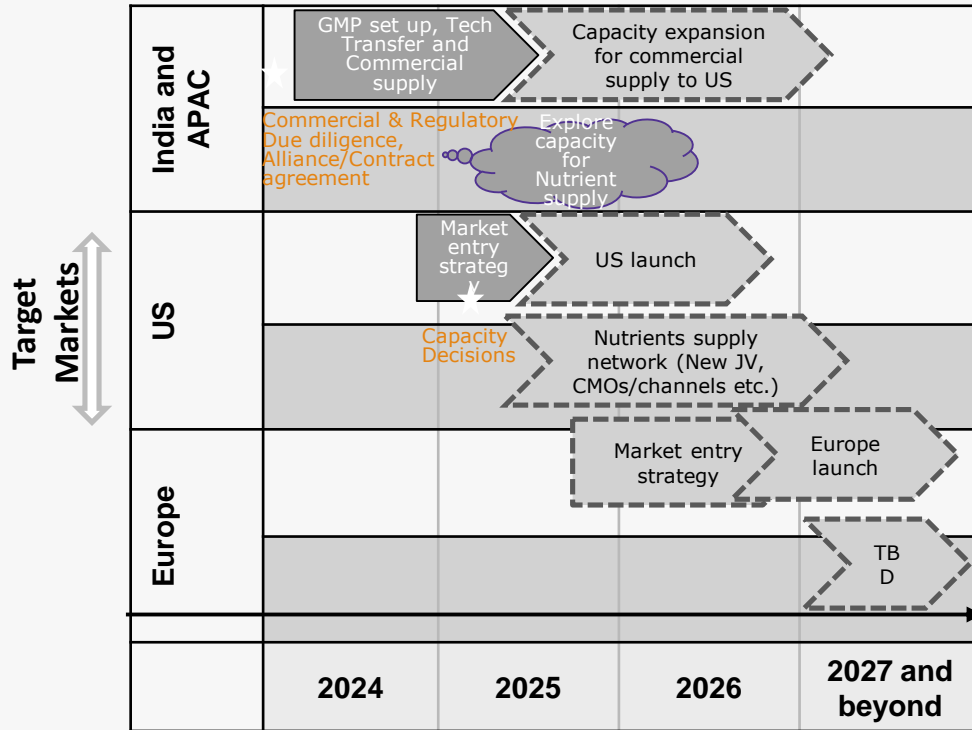 Target
Markets
India and
APAC
GMP set up, Tech
Transfer and
Commercial
supply
Capacity expansion
for commercial
supply to US
Commercial & Regulatory
Due diligence,
Alliance/Contract
agreement
Explore
capacity
for
Nutrient
supply
US
Market
entry
strateg
y
US launch
Capacity
Decisions
Nutrients supply
network (New JV,
CMOs/channels etc.)
Europe
Market entry
strategy
Europe
launch
TB
D
2024
2025
2026
2027 and
beyond